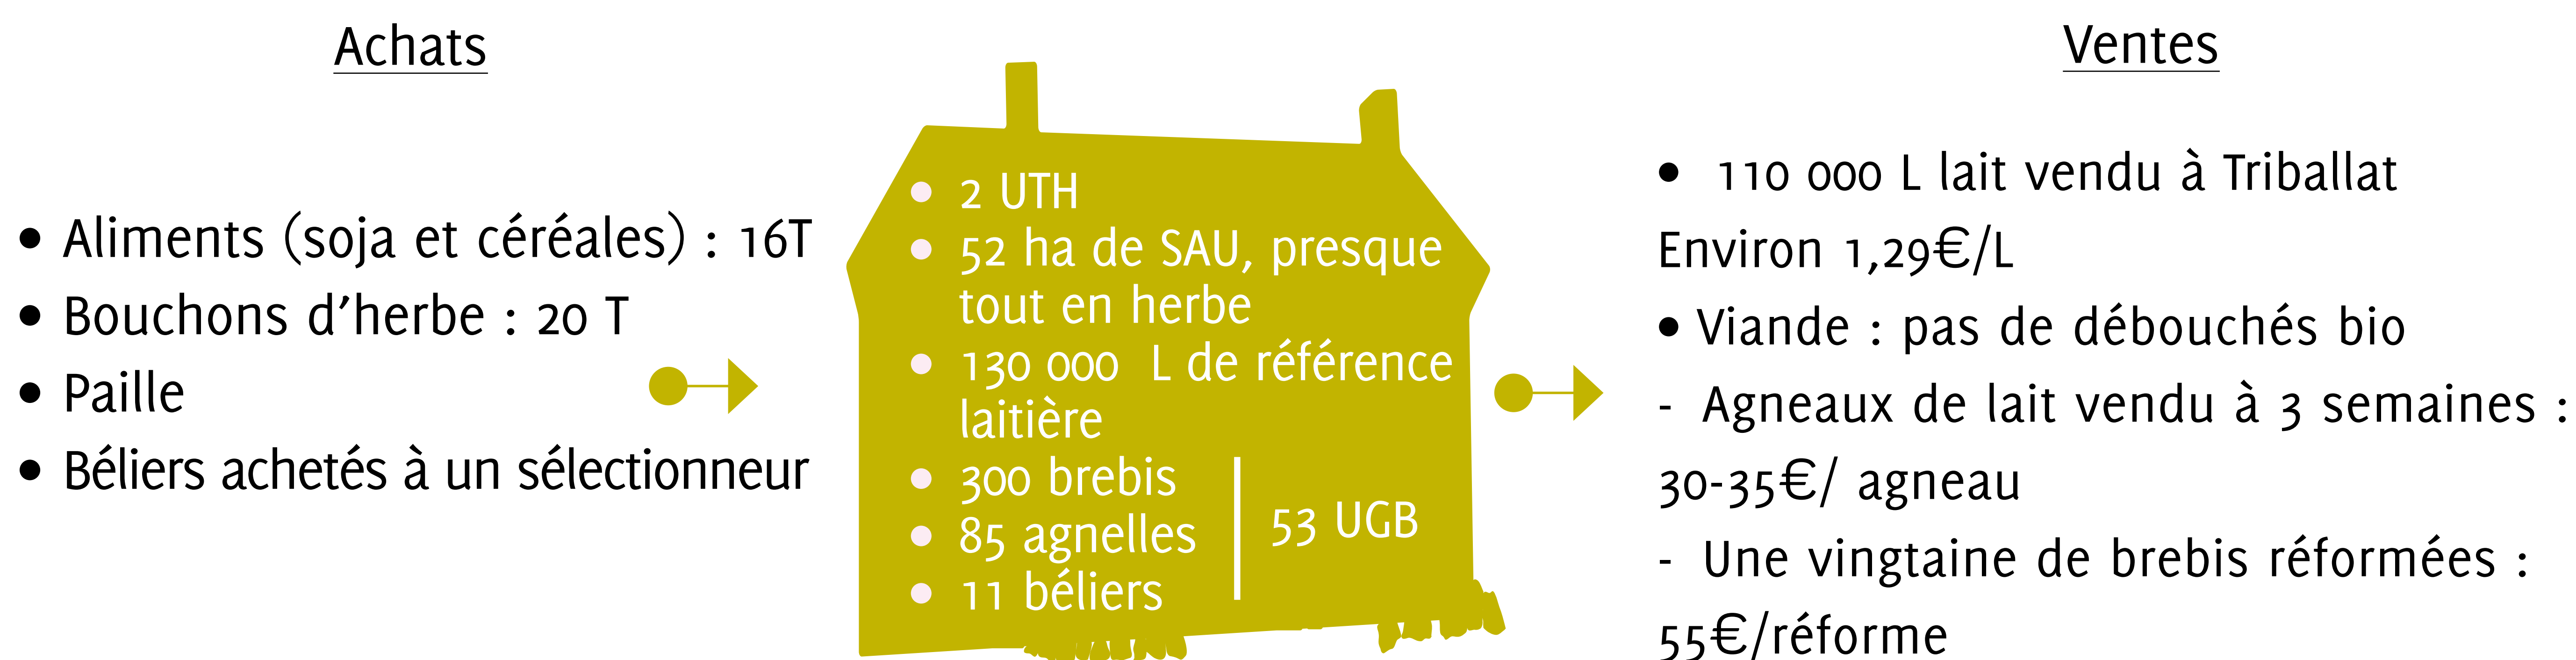 Achats
• Aliments (soja et céréales) : 16T
• Bouchons d’herbe : 20 T
• Paille
• Béliers achetés à un sélectionneur
• 2 UTH
• 52 ha de SAU, presque
tout en herbe
• 130 000 L de référence
laitière
• 300 brebis
• 85 agnelles
• 11 béliers
53 UGB
Ventes
• 110 000 L lait vendu à Triballat
Environ 1,29€/L
• Viande : pas de débouchés bio
- Agneaux de lait vendu à 3 semaines :
30-35€/ agneau
- Une vingtaine de brebis réformées :
55€/réforme